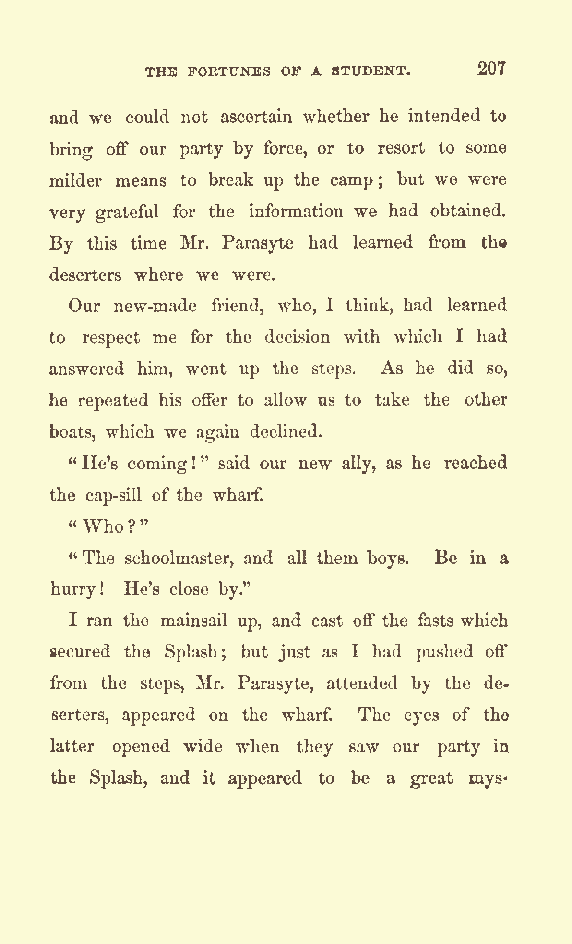 THE FORTUNES OF A STUDENT. 207
and we could not ascertain whether he intended to
bring off our party by force, or to resort to some
milder means to break up the camp; but we were
very grateful for the information we had obtained.
By this time Mr. Parasyte had learned from the
deserters where we were.
Our new-made friend, who, I think, had learned
to respect me for the decision with which I had
answered him, went up the steps. As he did so,
he repeated his offer to allow us to take the other
boats, which we again declined.
"He's coming!" said our new ally, as he reached
the cap-sill of the wharf.
"Who?"
"The schoolmaster, and all them boys. Be in a
hurry! He's close by."
I ran the mainsail up, and cast off the fasts which
secured the Splash; but just as I had pushed off
from the steps, Mr. Parasyte, attended by the de-
serters, appeared on the wharf. The eyes of the
latter opened wide when they saw our party in
the Splash, and it appeared to be a great mys-